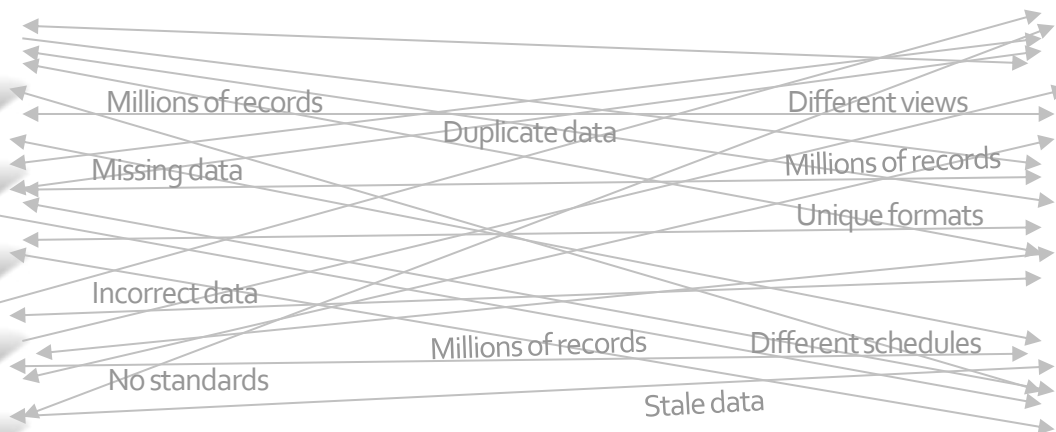 Millions of records
Different views
Duplicate data
Missing data
Millions of records
Unique formats
Incorrect data
Millions of records
Different schedules
No standards
Stale data